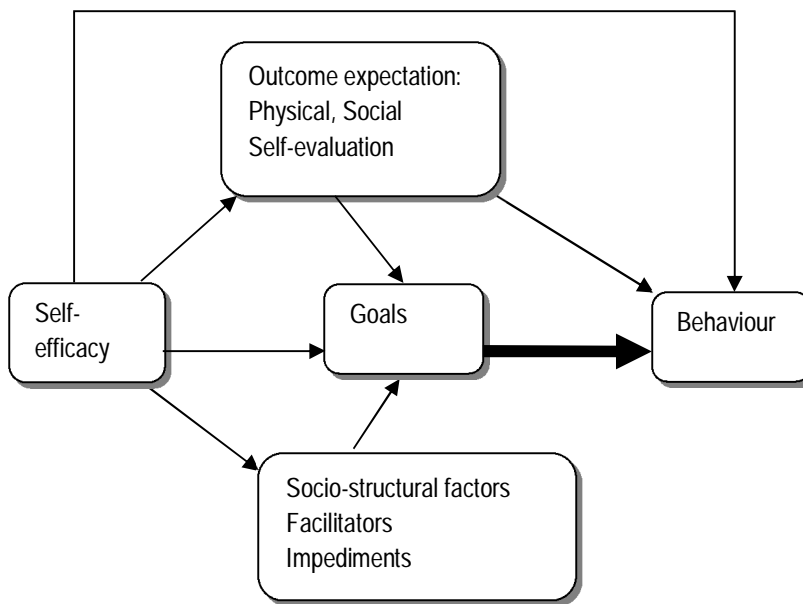 Outcome expectation:
Physical, Social
Self-evaluation
Self-
efficacy
Goals
Behaviour
Socio-structural factors
Facilitators
Impediments